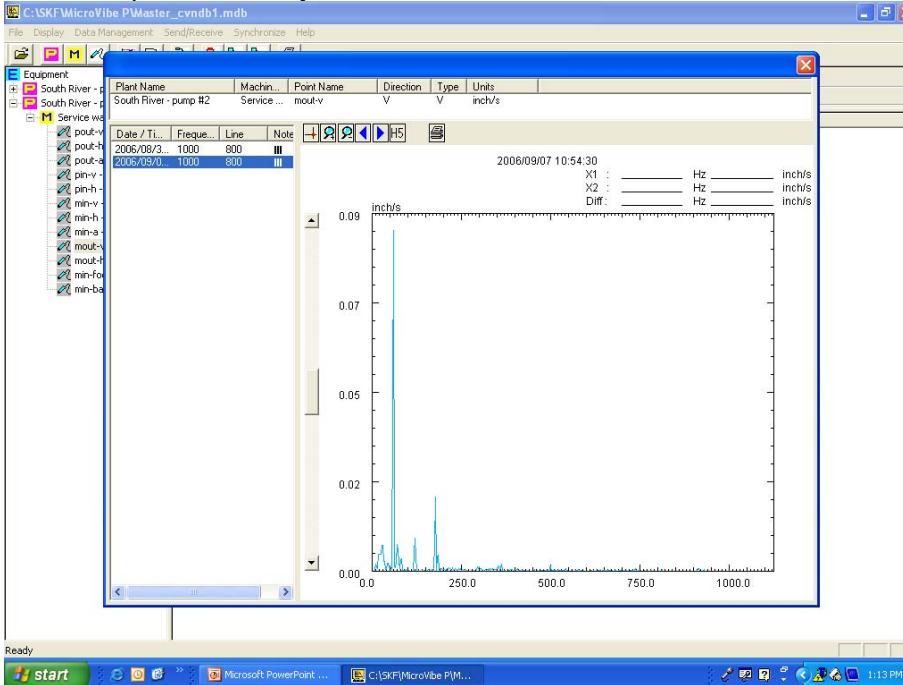 C:\SKF\MicroVibe P\Master_cvndb1.mdb
File Display Data Management Send/Receive Synchronize Help
P M
E Equipment
P South River - p
P South River - p
M Service wa
pout-v
pout-h
pout-a
pin-v -
pin-h -
min-v -
min-h -
min-a -
mout-v
mout-h
min-foo
min-ba
Plant Name Machin... Point Name Direction Type Units
South River - pump #2 Service ... mout-v V V inch/s
Date / Ti... Freque... Line Note
2006/08/3... 1000 800
2006/09/0... 1000 800
H5
2006/09/07 10:54:30
X1 : Hz inch/s
X2 : Hz inch/s
Diff : Hz inch/s
inch/s
0.09
0.07
0.05
0.02
0.00
0.0 250.0 500.0 750.0 1000.0
Ready
start Microsoft PowerPoint ... C:\SKF\MicroVibe P\M... 1:13 PM